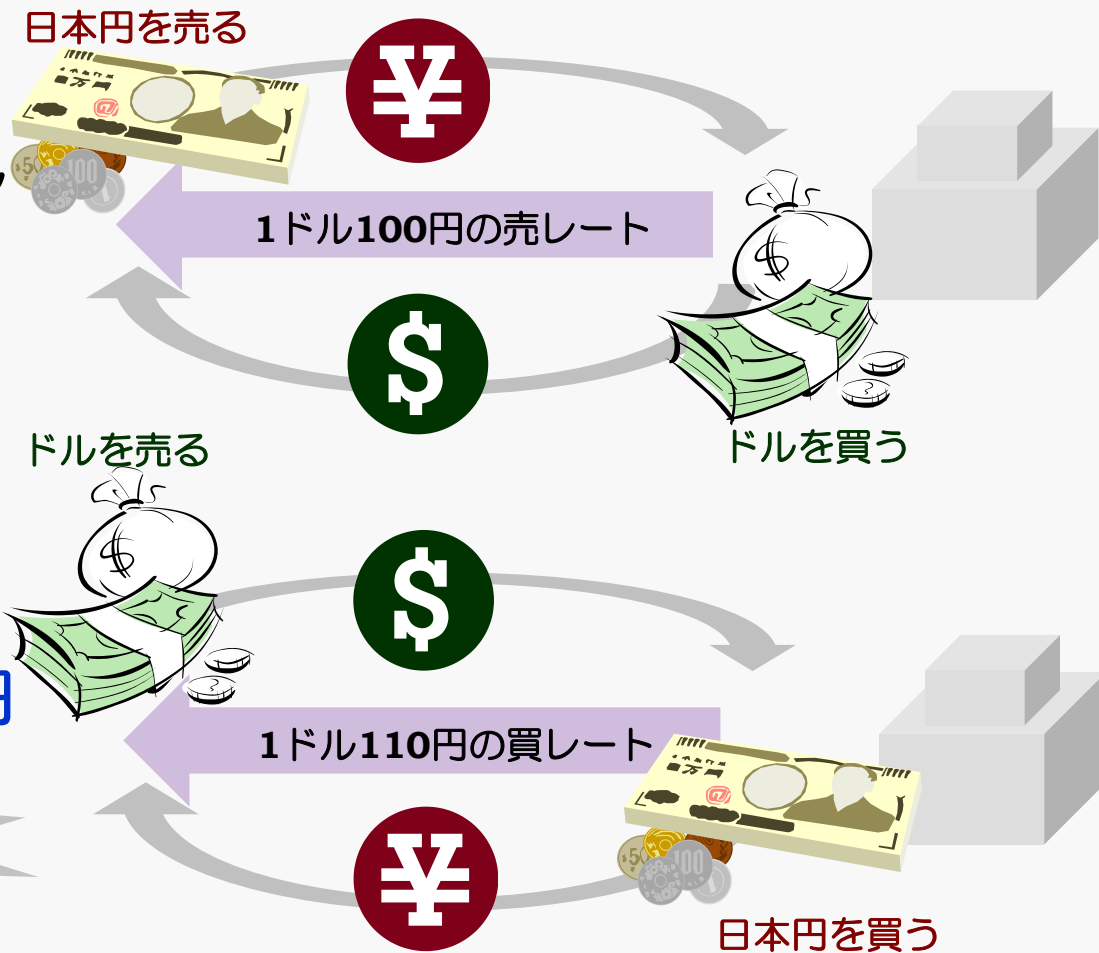 日本円を売る
¥
1ドル100円の売レート
$
ドルを買う
ドルを売る
$
円
1ドル110円の買レート
¥
日本円を買う